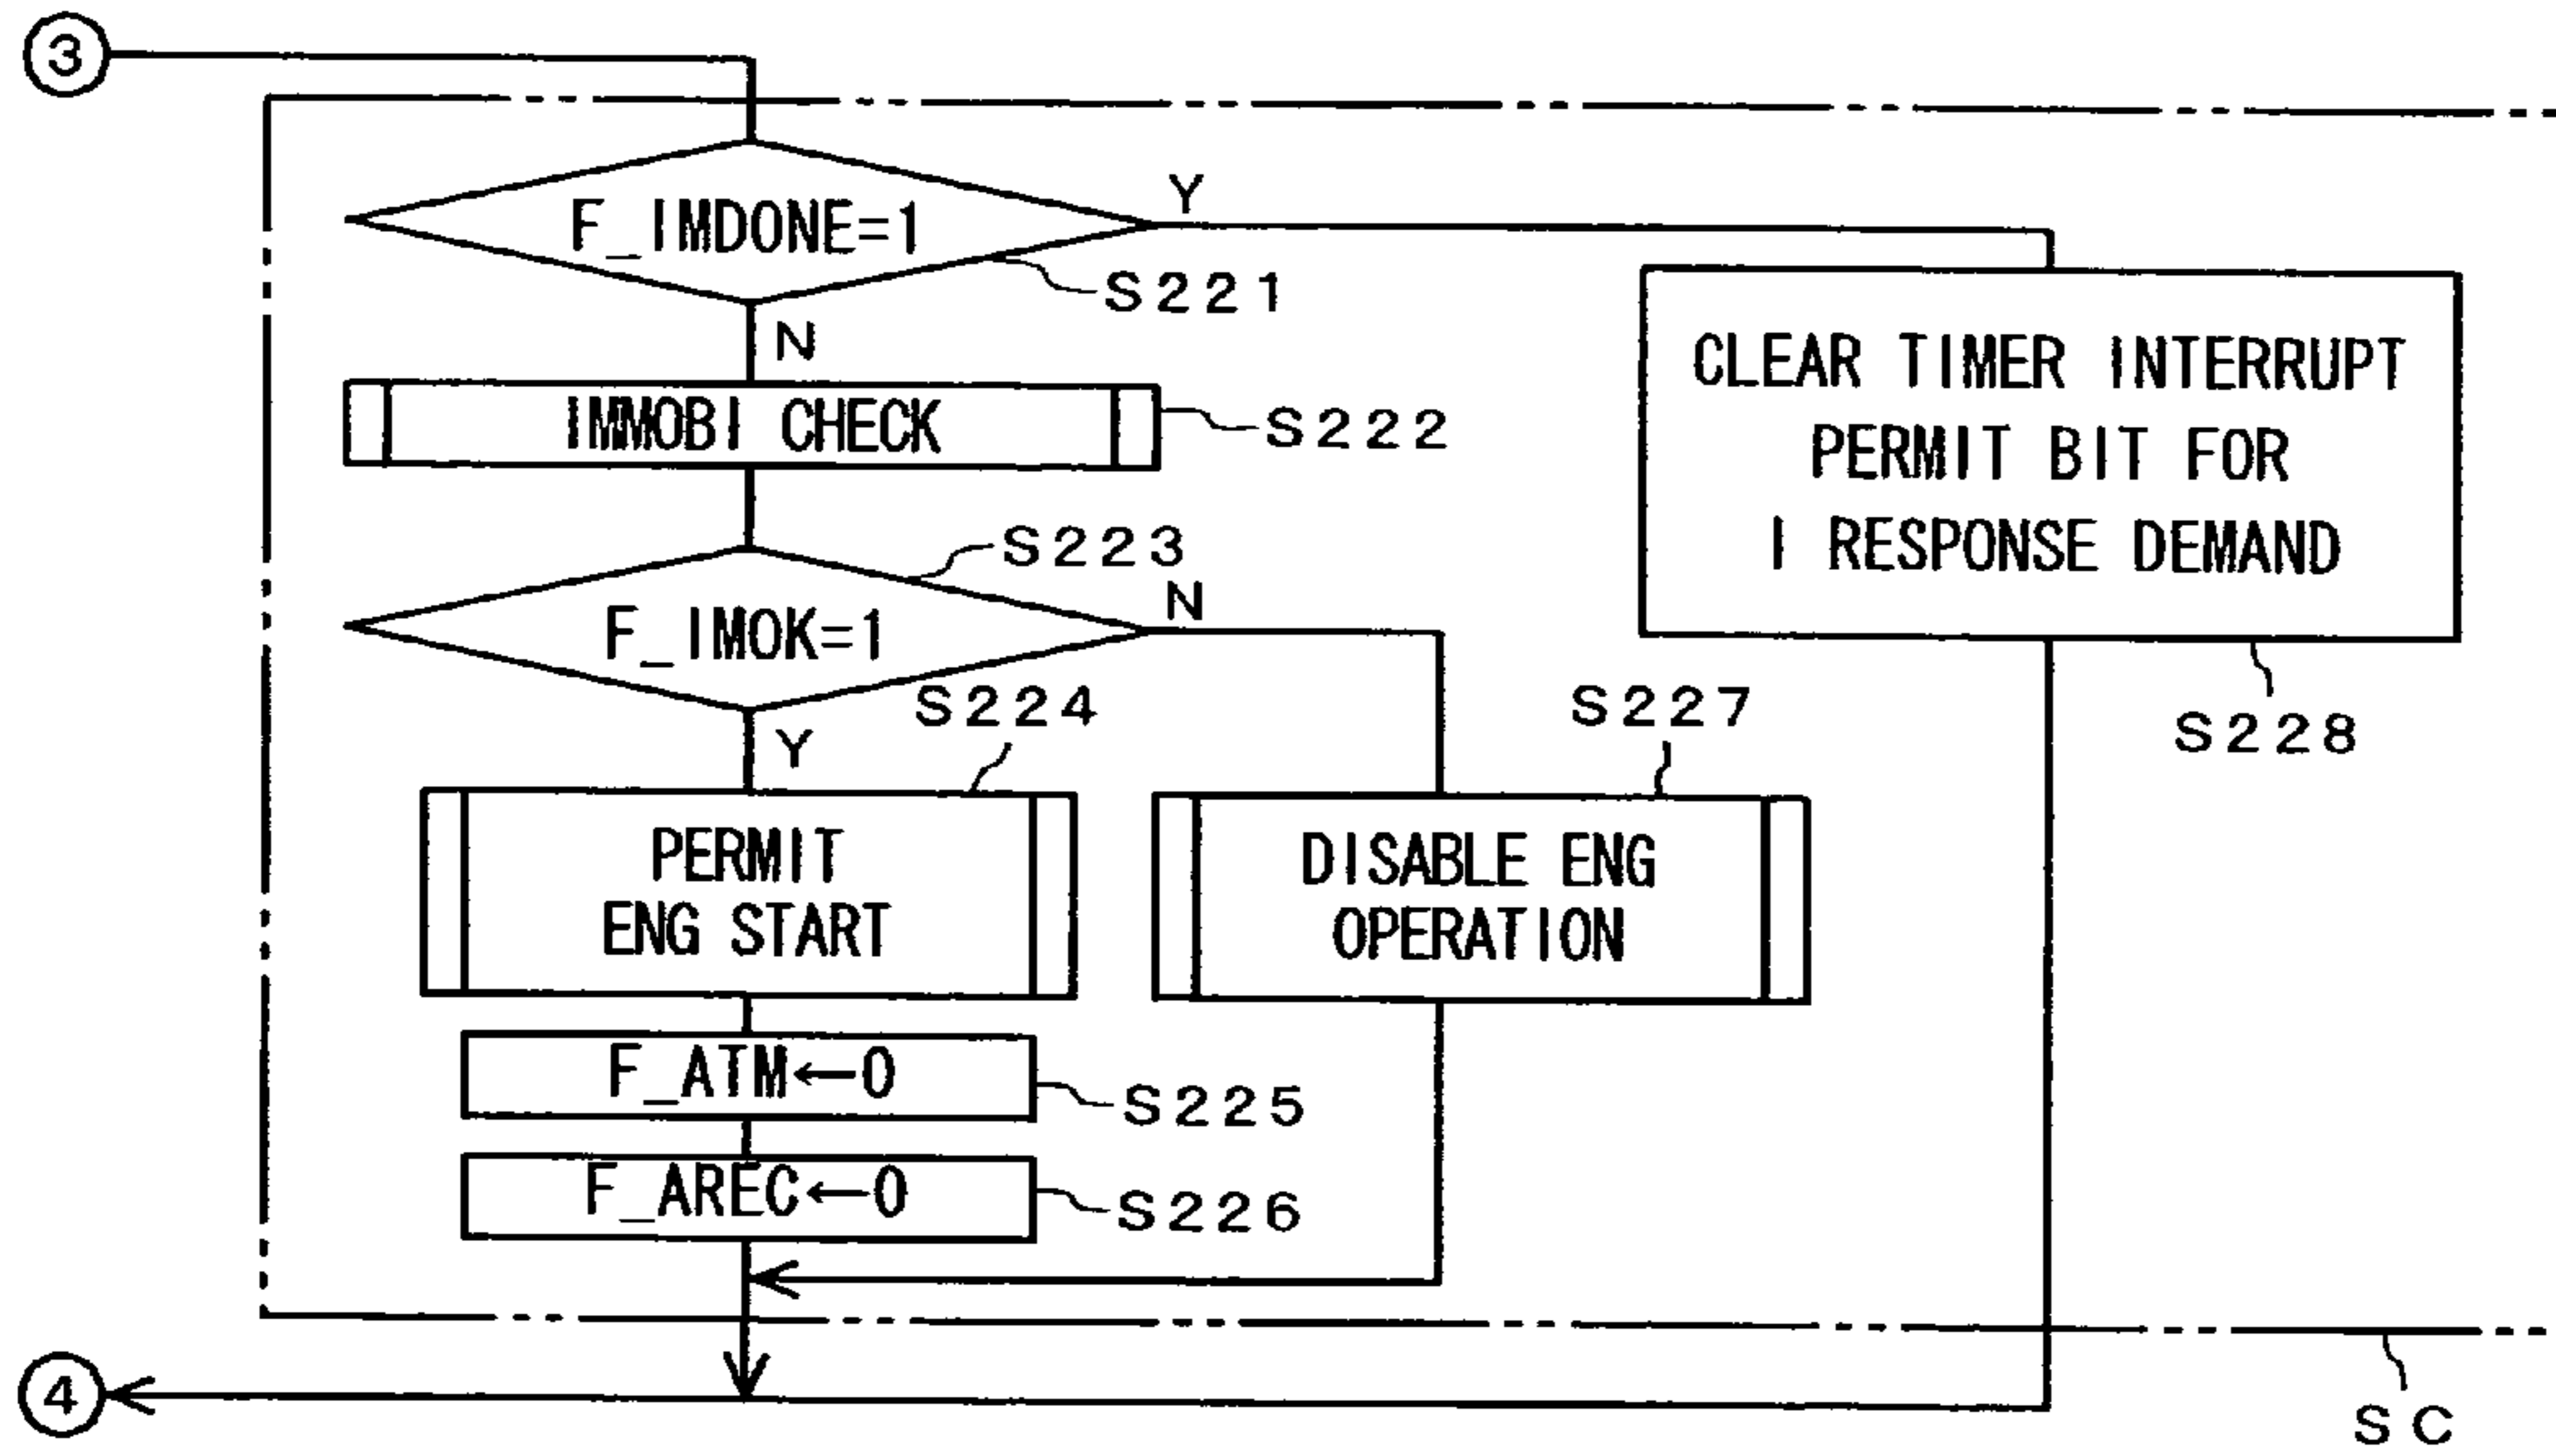 3
F_IMDONE=1
Y
S221
N
IMMOBI CHECK
S222
CLEAR TIMER INTERRUPT
PERMIT BIT FOR
I RESPONSE DEMAND
S228
S223
F_IMOK=1
N
Y
S224
PERMIT
ENG START
S227
DISABLE ENG
OPERATION
F_ATM←0
S225
F_AREC←0
S226
4
SC